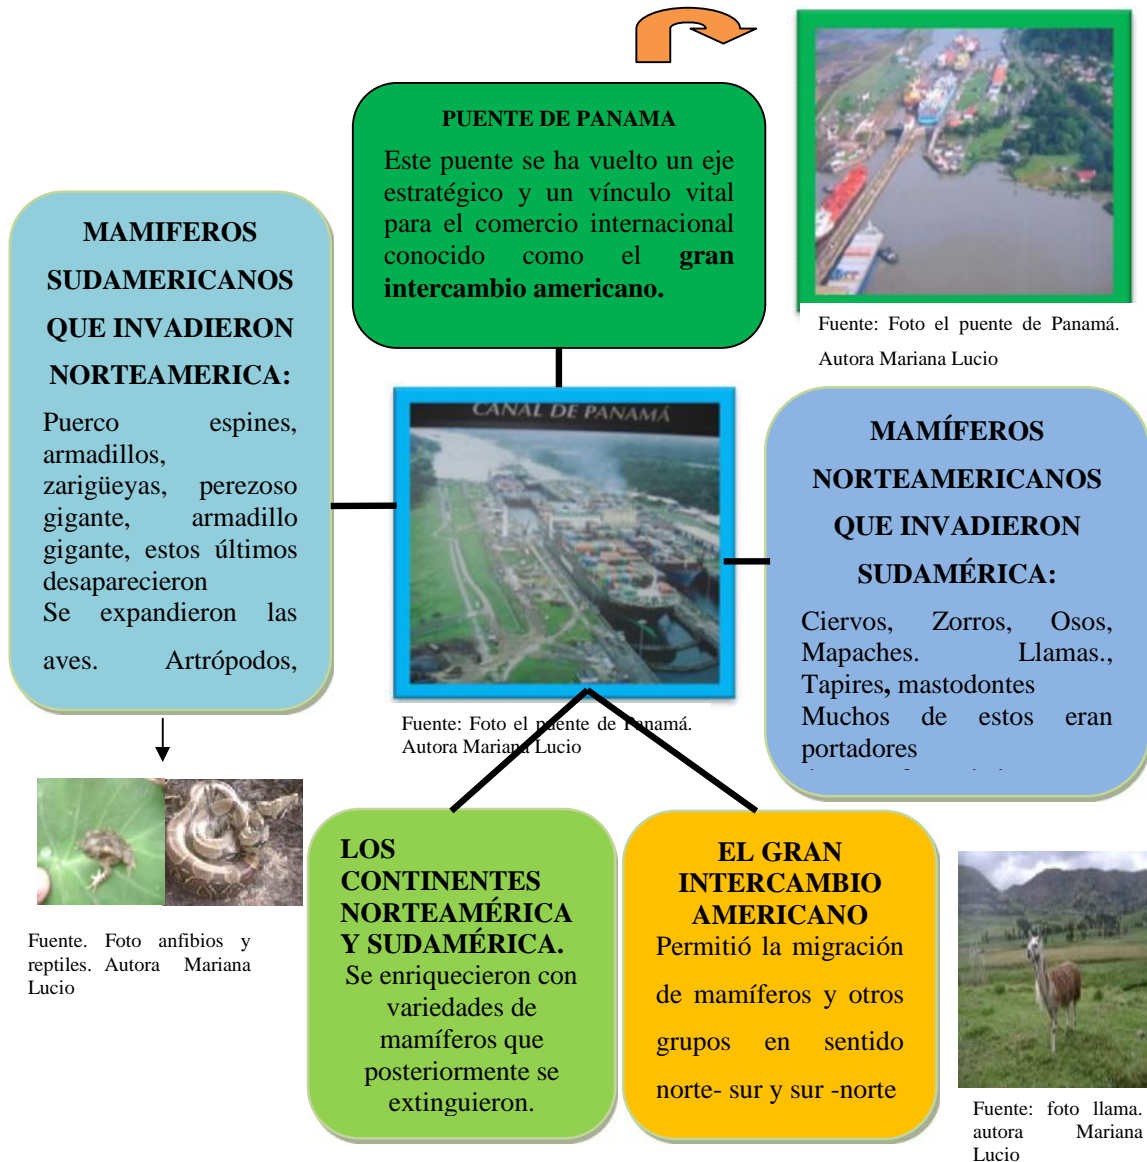 PUENTE DE PANAMA
Este puente se ha vuelto un eje
estratégico y un vínculo vital
para el comercio internacional
conocido como el gran
intercambio americano.
Fuente: Foto el puente de Panamá.
Autora Mariana Lucio
MAMIFEROS
SUDAMERICANOS
QUE INVADIERON
NORTEAMERICA:
Puerco espines,
armadillos,
zarigüeyas, perezoso
gigante, armadillo
gigante, estos últimos
desaparecieron
Se expandieron las
aves. Artrópodos,
CANAL DE PANAMÁ
Fuente: Foto el puente de Panamá.
Autora Mariana Lucio
MAMÍFEROS
NORTEAMERICANOS
QUE INVADIERON
SUDAMÉRICA:
Ciervos, Zorros, Osos,
Mapaches. Llamas.,
Tapires, mastodontes
Muchos de estos eran
portadores
Fuente. Foto anfibios y
reptiles. Autora Mariana
Lucio
LOS
CONTINENTES
NORTEAMÉRICA
Y SUDAMÉRICA.
Se enriquecieron con
variedades de
mamíferos que
posteriormente se
extinguieron.
EL GRAN
INTERCAMBIO
AMERICANO
Permitió la migración
de mamíferos y otros
grupos en sentido
norte- sur y sur -norte
Fuente: foto llama.
autora Mariana
Lucio